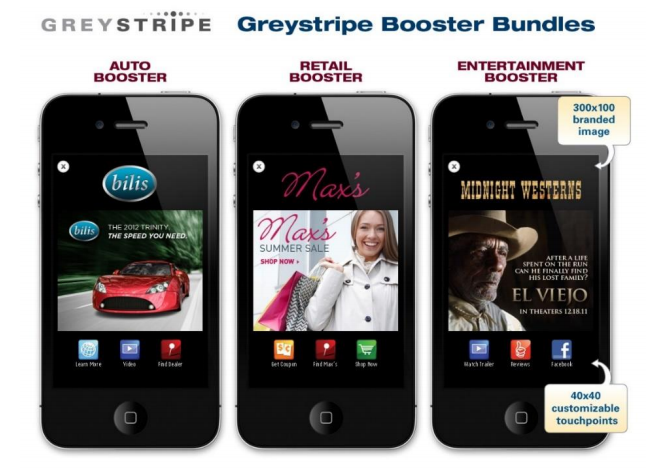 GREYSTRIPE Greystripe Booster Bundles
AUTO
BOOSTER
X
bilis
bilis
THE 2012 TRINITY.
THE SPEED YOU NEED.
Learn More
Video
Find Dealer
RETAIL
BOOSTER
X
Max's
Max's
SUMMER SALE
SHOP NOW >
Get Coupon
Find Max's
Shop Now
ENTERTAINMENT
BOOSTER
300x100
branded
image
X
MIDNIGHT WESTERNS
AFTER A LIFE
SPENT ON THE RUN
CAN HE FINALLY FIND
HIS LOST FAMILY?
EL VIEJO
IN THEATERS 12.18.11
Watch Trailer
Reviews
f
Facebook
40x40
customizable
touchpoints